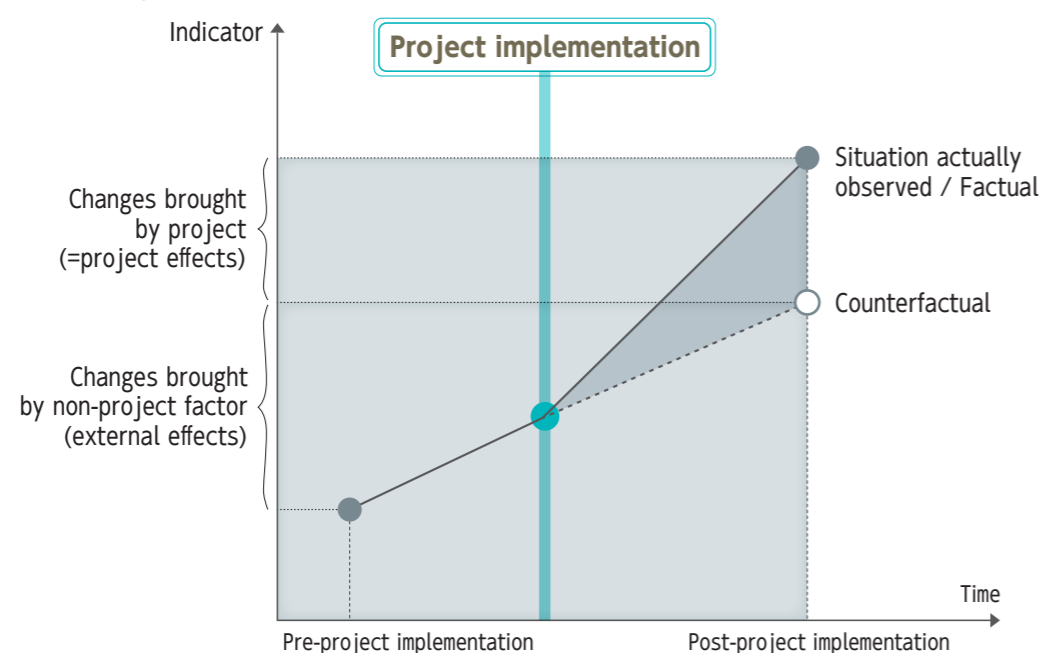 Indicator
Project implementation
Situation actually
observed / Factual
Changes brought
by project
(=project effects)
Counterfactual
Changes brought
by non-project factor
(external effects)
Time
Pre-project implementation
Post-project implementation